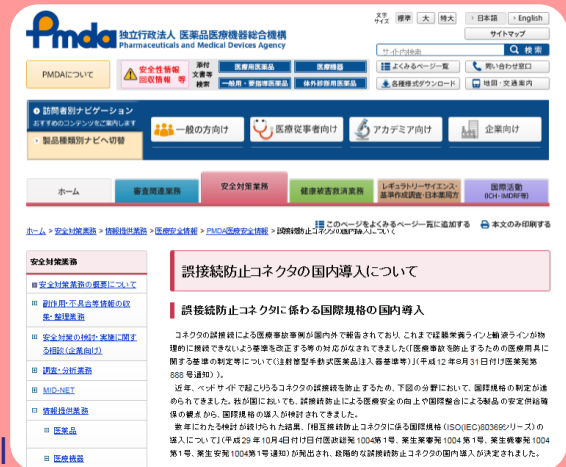 Pmda 独立行政法人 医薬品医療機器総合機構
Pharmaceuticals and Medical Devices Agency
文字サイズ 標準 大 特大
日本語 English
サイトマップ
サイト内検索 検索
PMDAについて
安全性情報
回収情報 等
添付
文書等
検索
医療用医薬品
医療機器
一般用・要指導医薬品
体外診断用医薬品
よくみるページ一覧
問い合わせ窓口
各種様式ダウンロード
地図・交通案内
訪問者別ナビゲーション
おすすめのコンテンツをご案内します
製品種類別ナビへ切替
一般の方向け
医療従事者向け
アカデミア向け
企業向け
ホーム
審査関連業務
安全対策業務
健康被害救済業務
レギュラトリーサイエンス・
基準作成調査・日本薬局方
国際活動
(ICH・IMDRF等)
このページをよくみるページ一覧に追加する 本文のみ印刷する
ホーム > 安全対策業務 > 情報提供業務 > 医療安全情報 > PMDA医療安全情報 > 誤接続防止コネクタの国内導入について
安全対策業務
安全対策業務の概要について
副作用・不具合等情報の収
集・整理業務
安全対策の検討・実施に関す
る相談(企業向け)
調査・分析業務
MID-NET
情報提供業務
医薬品
医療機器
誤接続防止コネクタの国内導入について
誤接続防止コネクタに係わる国際規格の国内導入
コネクタの誤接続による医療事故事例が国内外で報告されており、これまで経腸栄養ラインと輸液ラインが物
理的に接続できないよう基準を改正する等の対応がなされてきました(「医療事故を防止するための医療用具に
関する基準の制定等について(注射筒型手動式医薬品注入器基準等)」(平成12年8月31日付け医薬発第
888号通知))。
近年、ベッドサイドで起こりうるコネクタの誤接続を防止するため、下図の分野において、国際規格の制定が進
められてきました。我が国においても、誤接続防止による医療安全の向上や国際整合による製品の安定供給確
保の観点から、国際規格の導入が検討されてきました。
数年にわたる検討が続けられた結果、「相互接続防止コネクタに係る国際規格(ISO(IEC)80369シリーズ)の
導入について」(平成29年10月4日付け日付医政総発1004第1号、薬生薬審発1004第1号、薬生機審発1004
第1号、薬生安発1004第1号通知)が発出され、段階的な誤接続防止コネクタの国内導入が決定されました。